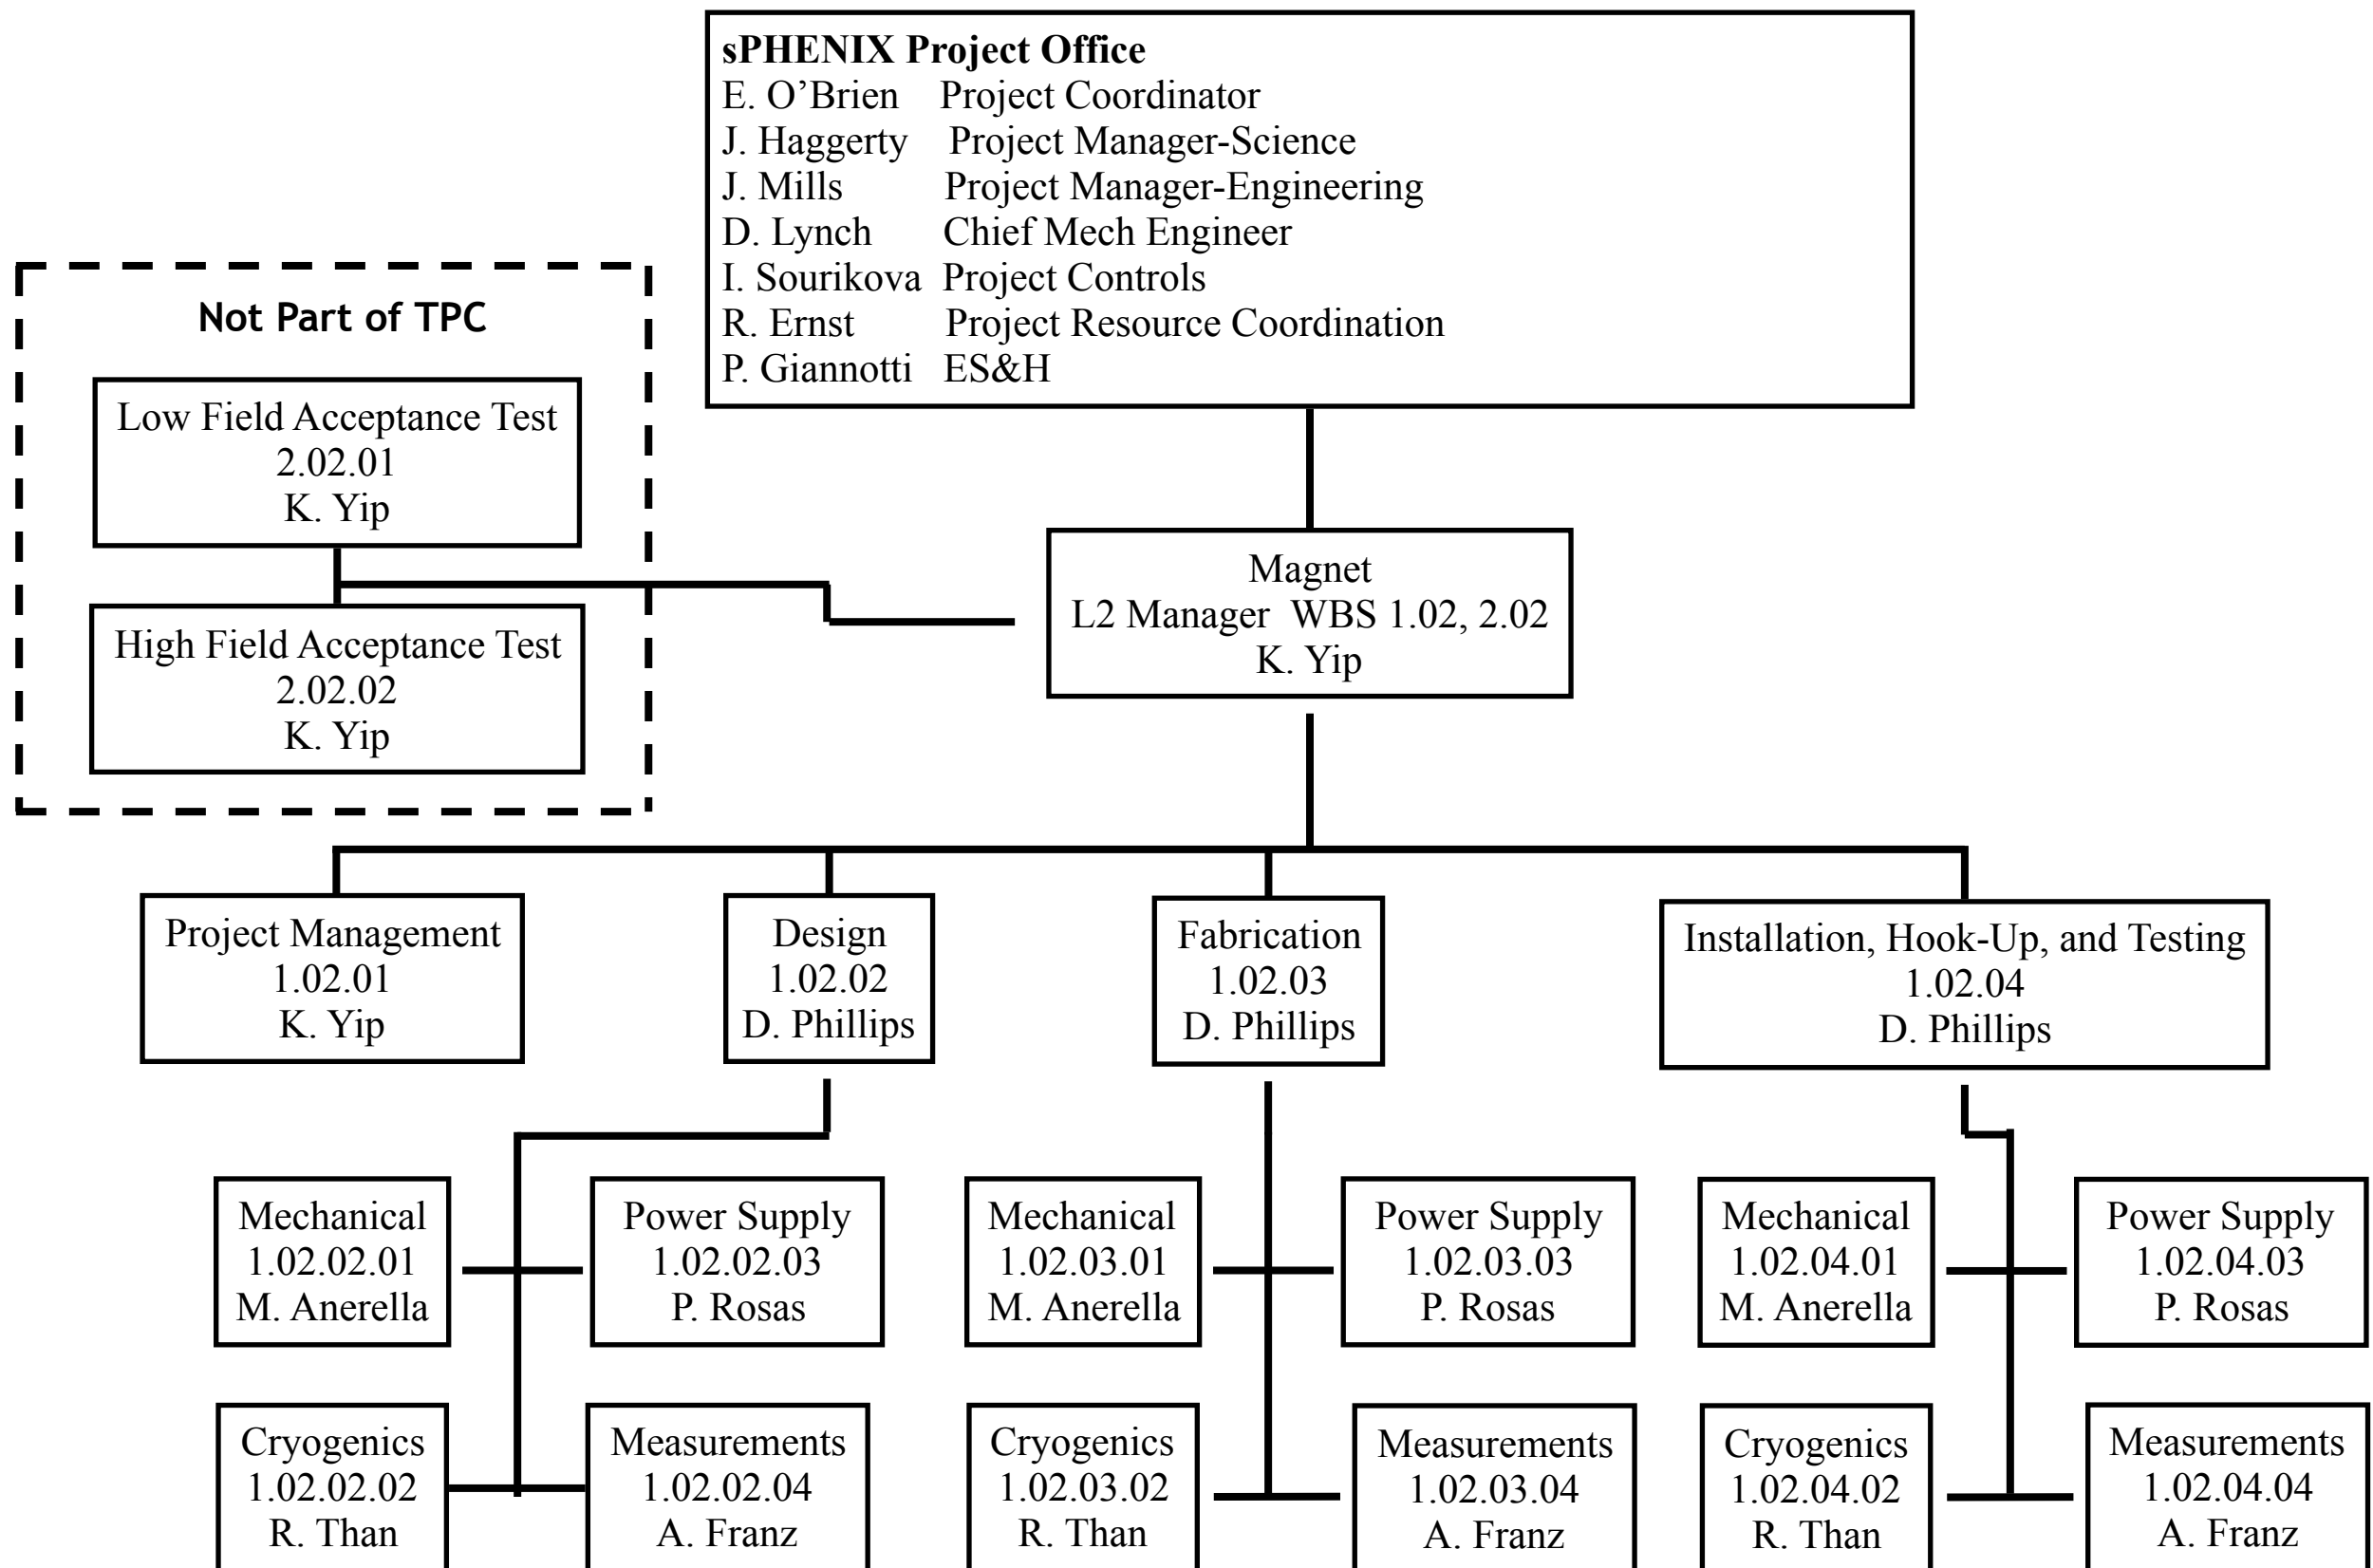 sPHENIX Project Office
E. O’Brien Project Coordinator
J. Haggerty Project Manager-Science
J. Mills Project Manager-Engineering
D. Lynch Chief Mech Engineer
I. Sourikova Project Controls
R. Ernst Project Resource Coordination
P. Giannotti ES&H
Not Part of TPC
Low Field Acceptance Test
2.02.01
K. Yip
High Field Acceptance Test
2.02.02
K. Yip
Magnet
L2 Manager WBS 1.02, 2.02
K. Yip
Project Management
1.02.01
K. Yip
Design
1.02.02
D. Phillips
Fabrication
1.02.03
D. Phillips
Installation, Hook-Up, and Testing
1.02.04
D. Phillips
Mechanical
1.02.02.01
M. Anerella
Power Supply
1.02.02.03
P. Rosas
Mechanical
1.02.03.01
M. Anerella
Power Supply
1.02.03.03
P. Rosas
Mechanical
1.02.04.01
M. Anerella
Power Supply
1.02.04.03
P. Rosas
Cryogenics
1.02.02.02
R. Than
Measurements
1.02.02.04
A. Franz
Cryogenics
1.02.03.02
R. Than
Measurements
1.02.03.04
A. Franz
Cryogenics
1.02.04.02
R. Than
Measurements
1.02.04.04
A. Franz